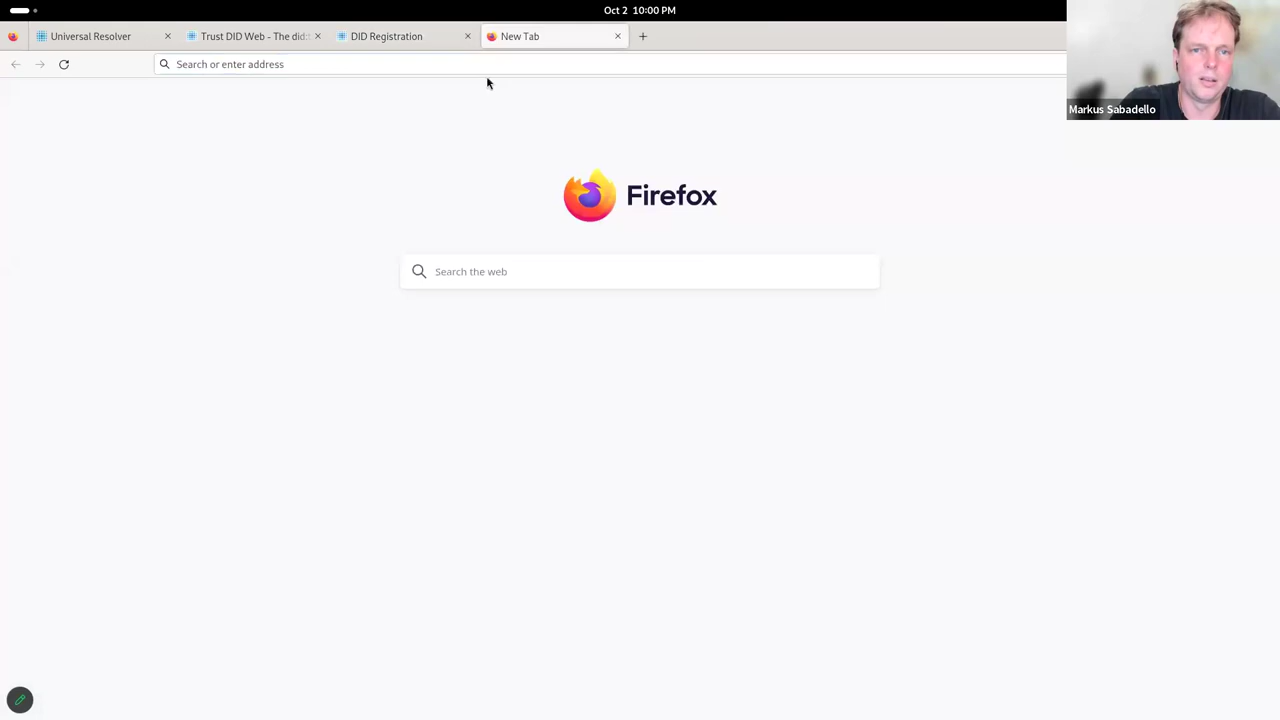 Oct 2 10:00 PM
Universal Resolver
Trust DID Web - The did:
DID Registration
New Tab
Search or enter address
Markus Sabadello
Firefox
Search the web